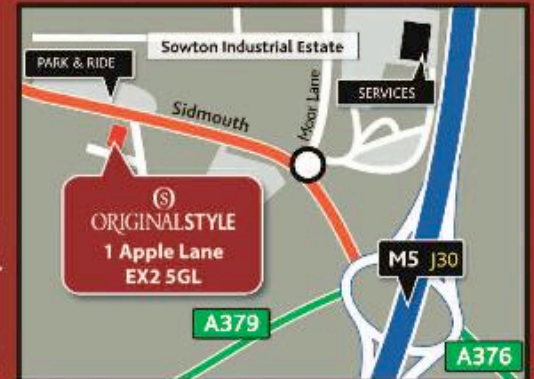 Sowton Industrial Estate
PARK & RIDE
SERVICES
Sidmouth
Moor Lane
S
ORIGINALSTYLE
1 Apple Lane
EX2 5GL
M5 J30
A379
A376